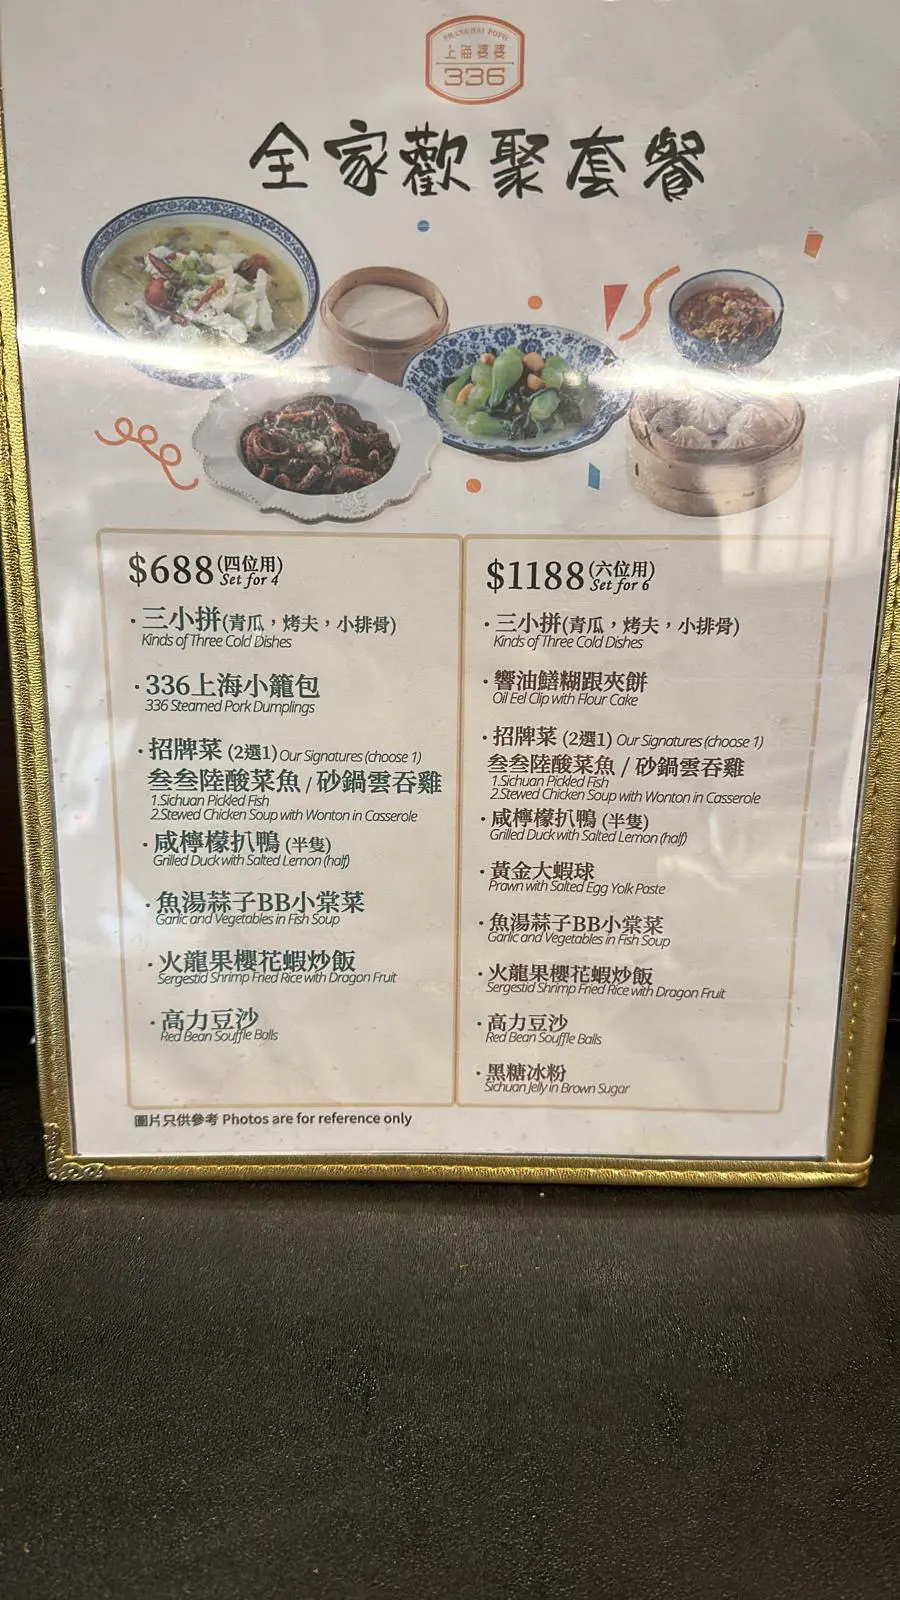 SHANGHAI POPO
上海婆婆
336
全家歡聚套餐
$688(四位用)
Set for 4
·三小拼(青瓜,烤夫,小排骨)
Kinds of Three Cold Dishes
·336上海小籠包
336 Steamed Pork Dumplings
·招牌菜 (2選1) Our Signatures (choose 1)
叁叁陸酸菜魚 / 砂鍋雲吞雞
1.Sichuan Pickled Fish
2.Stewed Chicken Soup with Wonton in Casserole
·咸檸檬扒鴨 (半隻)
Grilled Duck with Salted Lemon (half)
·魚湯蒜子BB小棠菜
Garlic and Vegetables in Fish Soup
·火龍果櫻花蝦炒飯
Sergestid Shrimp Fried Rice with Dragon Fruit
·高力豆沙
Red Bean Souffle Balls
$1188(六位用)
Set for 6
·三小拼(青瓜,烤夫,小排骨)
Kinds of Three Cold Dishes
·響油鱔糊跟夾餅
Oil Eel Clip with Flour Cake
·招牌菜 (2選1) Our Signatures (choose 1)
叁叁陸酸菜魚 / 砂鍋雲吞雞
1.Sichuan Pickled Fish
2.Stewed Chicken Soup with Wonton in Casserole
·咸檸檬扒鴨 (半隻)
Grilled Duck with Salted Lemon (half)
·黃金大蝦球
Prawn with Salted Egg Yolk Paste
·魚湯蒜子BB小棠菜
Garlic and Vegetables in Fish Soup
·火龍果櫻花蝦炒飯
Sergestid Shrimp Fried Rice with Dragon Fruit
·高力豆沙
Red Bean Souffle Balls
·黑糖冰粉
Sichuan Jelly in Brown Sugar
圖片只供參考 Photos are for reference only